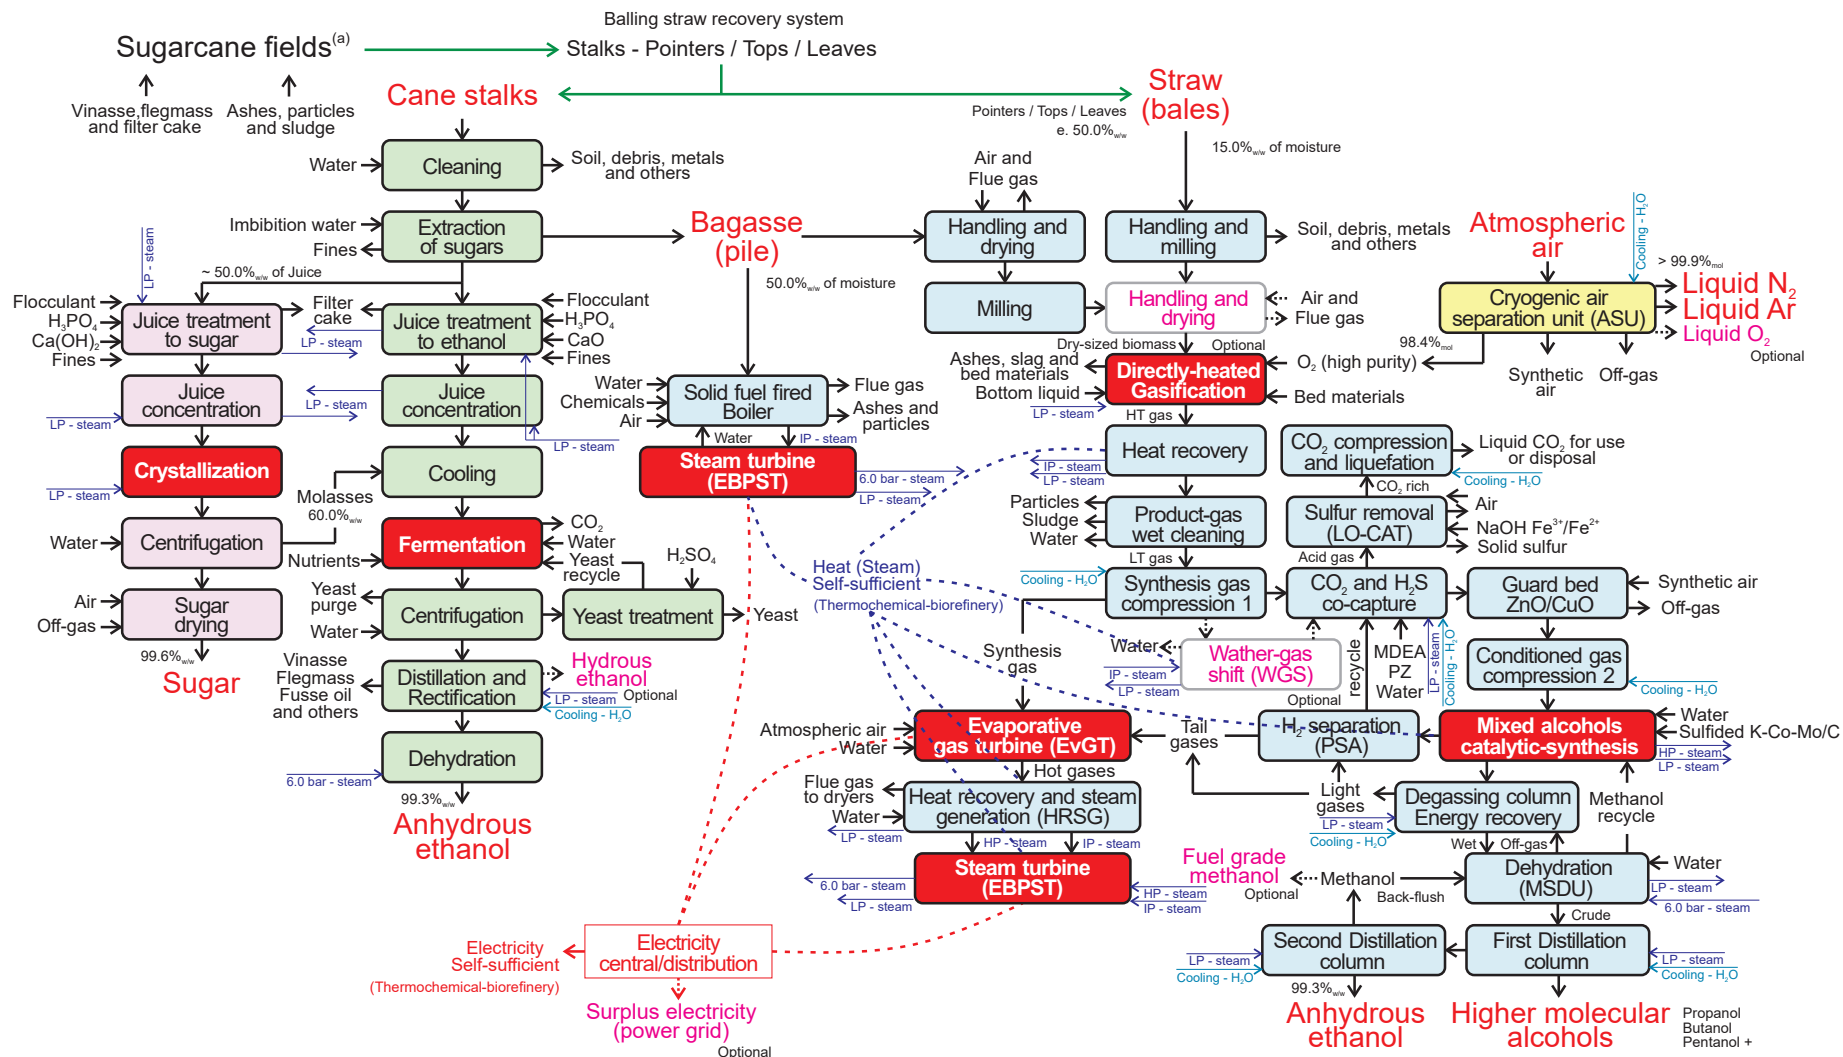 Balling straw recovery system
Sugarcane fields(a)
Stalks - Pointers / Tops / Leaves
Vinasse,flegmass
and filter cake
Ashes, particles
and sludge
Cane stalks
Straw
(bales)
Pointers / Tops / Leaves
e. 50.0%w/w
15.0%w/w of moisture
Water
Cleaning
Soil, debris, metals
and others
Imbibition water
Fines
Extraction
of sugars
Bagasse
(pile)
Air and
Flue gas
Handling and
drying
Handling and
milling
Soil, debris, metals
and others
Atmospheric
air
Cooling - H2O
> 99.9%mol
Liquid N2
Liquid Ar
Liquid O2
Optional
Cryogenic air
separation unit (ASU)
98.4%mol
Synthetic
air
Off-gas
LP - steam
~ 50.0%w/w of Juice
50.0%w/w of moisture
Flocculant
H3PO4
Ca(OH)2
Fines
Juice treatment
to sugar
Filter
cake
LP - steam
Juice treatment
to ethanol
Flocculant
H3PO4
CaO
Fines
Milling
Handling and
drying
Air and
Flue gas
Dry-sized biomass
Optional
Ashes, slag and
bed materials
Bottom liquid
LP - steam
Directly-heated
Gasification
O2 (high purity)
Bed materials
HT gas
Juice
concentration
LP - steam
LP - steam
Juice
concentration
LP - steam
Water
Chemicals
Air
Solid fuel fired
Boiler
Flue gas
Ashes and
particles
Water
IP - steam
Steam turbine
(EBPST)
6.0 bar - steam
LP - steam
Crystallization
LP - steam
Molasses
60.0%w/w
Cooling
Heat recovery
IP - steam
LP - steam
CO2 compression
and liquefation
Liquid CO2 for use
or disposal
Cooling - H2O
CO2 rich
Water
Centrifugation
Nutrients
Fermentation
CO2
Water
Yeast
recycle
H2SO4
Particles
Sludge
Water
Product-gas
wet cleaning
LT gas
Sulfur removal
(LO-CAT)
Air
NaOH Fe3+/Fe2+
Solid sulfur
Acid gas
Air
Off-gas
Sugar
drying
99.6%w/w
Sugar
Yeast
purge
Water
Centrifugation
Yeast treatment
Yeast
Heat (Steam)
Self-sufficient
(Thermochemical-biorefinery)
Cooling - H2O
Synthesis gas
compression 1
CO2 and H2S
co-capture
Guard bed
ZnO/CuO
Synthetic air
Off-gas
Vinasse
Flegmass
Fusse oil
and others
Distillation and
Rectification
Hydrous
ethanol
LP - steam
Optional
Cooling - H2O
Synthesis
gas
Water
IP - steam
LP - steam
Wather-gas
shift (WGS)
Optional
recycle
MDEA
PZ
Water
LP - steam
Cooling - H2O
Conditioned gas
compression 2
Cooling - H2O
6.0 bar - steam
Dehydration
99.3%w/w
Anhydrous
ethanol
Atmospheric air
Water
Evaporative
gas turbine (EvGT)
Tail
gases
H2 separation
(PSA)
Mixed alcohols
catalytic-synthesis
Water
Sulfided K-Co-Mo/C
HP - steam
LP - steam
Hot gases
Flue gas
to dryers
Water
LP - steam
Heat recovery and steam
generation (HRSG)
HP - steam
IP - steam
Light
gases
LP - steam
Cooling - H2O
Degassing column
Energy recovery
Methanol
recycle
Wet
Off-gas
6.0 bar - steam
LP - steam
Steam turbine
(EBPST)
HP - steam
IP - steam
Fuel grade
methanol
Optional
Methanol
Back-flush
Dehydration
(MSDU)
Water
LP - steam
6.0 bar - steam
Crude
Electricity
Self-sufficient
(Thermochemical-biorefinery)
Electricity
central/distribution
Surplus electricity
(power grid)
Optional
LP - steam
Cooling - H2O
Second Distillation
column
First Distillation
column
LP - steam
Cooling - H2O
99.3%w/w
Anhydrous
ethanol
Higher molecular
alcohols
Propanol
Butanol
Pentanol +